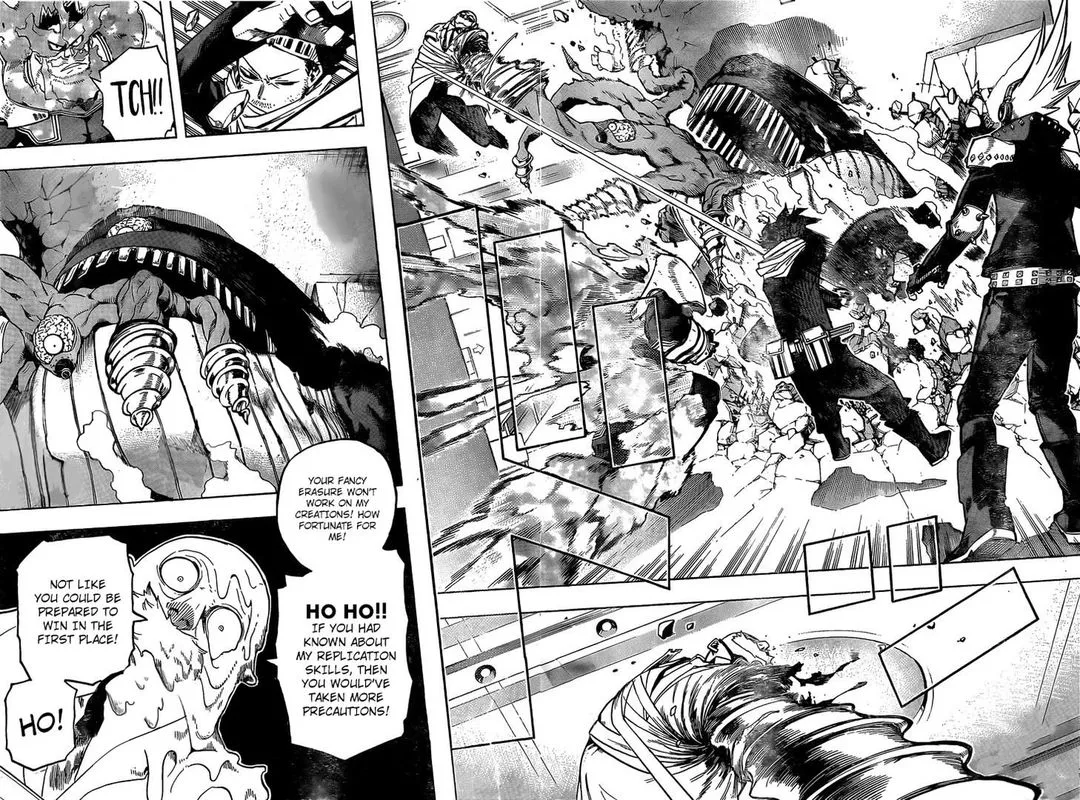 TCH!!
YOUR FANCY
ERASURE WON'T
WORK ON MY
CREATIONS! HOW
FORTUNATE FOR
ME!
HO HO!!
IF YOU HAD
KNOWN ABOUT
MY REPLICATION
SKILLS, THEN
YOU WOULD'VE
TAKEN MORE
PRECAUTIONS!
NOT LIKE
YOU COULD BE
PREPARED TO
WIN IN THE
FIRST PLACE!
HO!